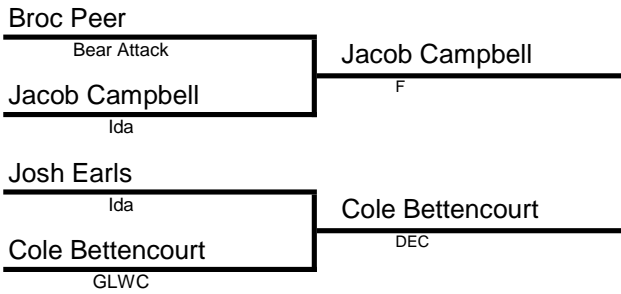 Broc Peer
Bear Attack
Jacob Campbell
F
Jacob Campbell
Ida
Josh Earls
Ida
Cole Bettencourt
DEC
Cole Bettencourt
GLWC